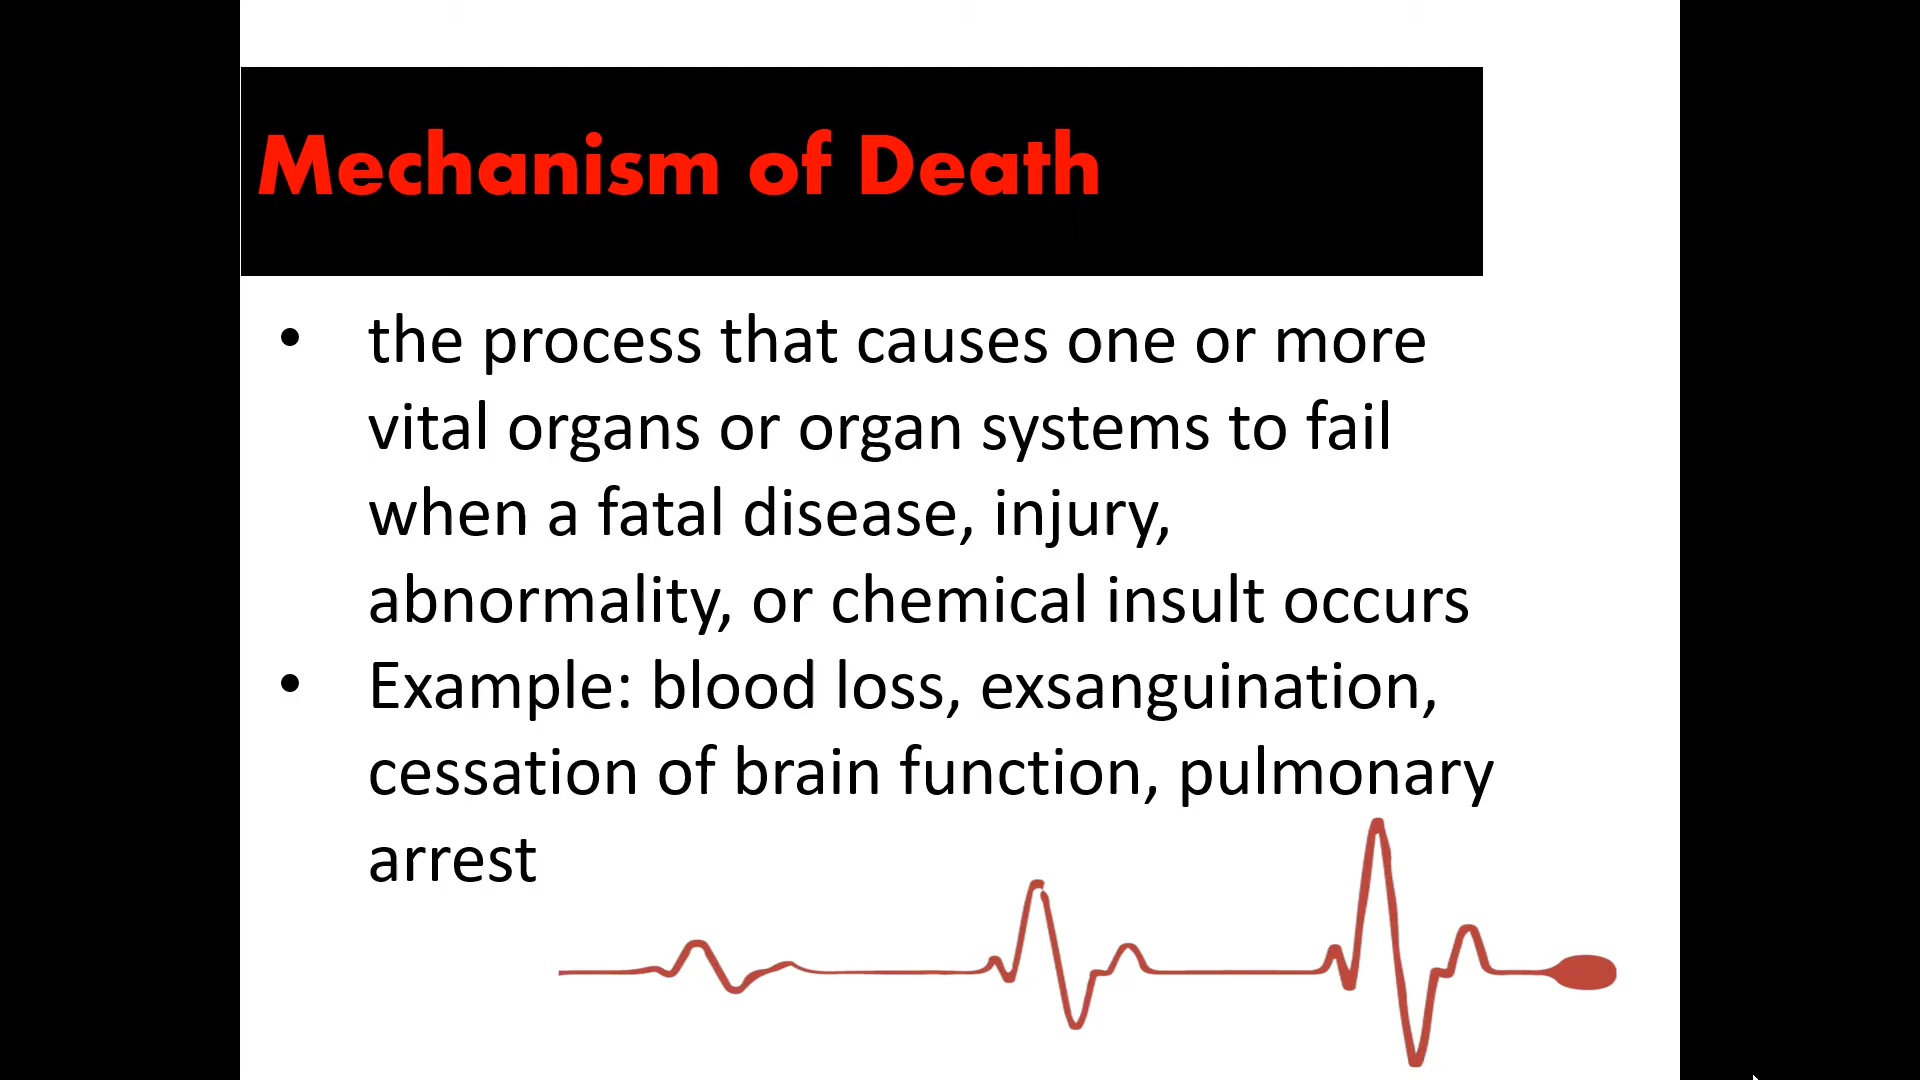 Mechanism of Death
• the process that causes one or more
vital organs or organ systems to fail
when a fatal disease, injury,
abnormality, or chemical insult occurs
• Example: blood loss, exsanguination,
cessation of brain function, pulmonary
arrest